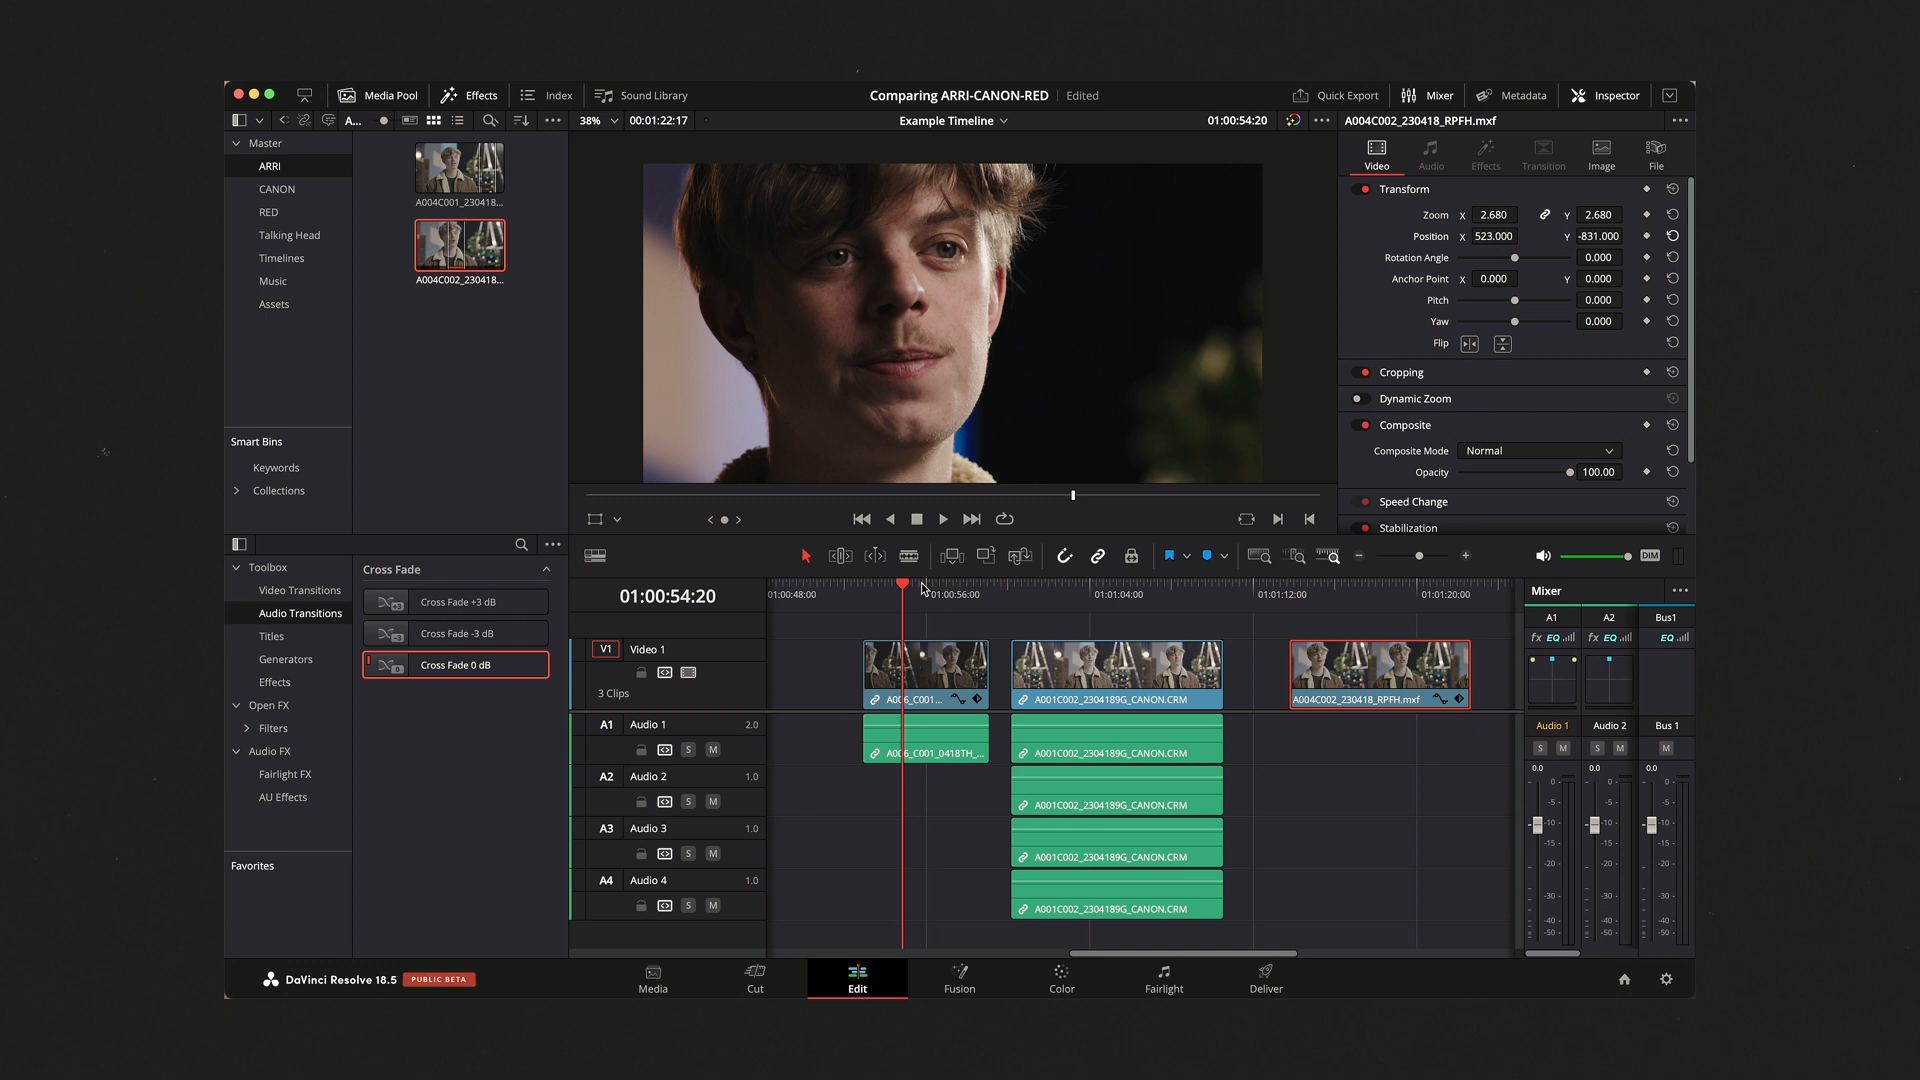 Media Pool Effects Index Sound Library Comparing ARRI-CANON-RED Edited Quick Export Mixer Metadata Inspector
A... 38% 00:01:22:17 Example Timeline 01:00:54:20 A004C002_230418_RPFH.mxf
Master
ARRI
CANON
RED
Talking Head
Timelines
Music
Assets
A004C001_230418...
A004C002_230418...
Smart Bins
Keywords
Collections
Video Audio Effects Transition Image File
Transform
Zoom X 2.680 Y 2.680
Position X 523.000 Y -831.000
Rotation Angle 0.000
Anchor Point X 0.000 Y 0.000
Pitch 0.000
Yaw 0.000
Flip
Cropping
Dynamic Zoom
Composite
Composite Mode Normal
Opacity 100.00
Speed Change
Stabilization
Toolbox
Video Transitions
Audio Transitions
Titles
Generators
Effects
Open FX
Filters
Audio FX
Fairlight FX
AU Effects
Favorites
Cross Fade
+3 Cross Fade +3 dB
-3 Cross Fade -3 dB
0 Cross Fade 0 dB
DIM
01:00:54:20
01:00:48:00 01:00:56:00 01:01:04:00 01:01:12:00 01:01:20:00
V1 Video 1
3 Clips
A1 Audio 1 2.0
S M
A2 Audio 2 1.0
S M
A3 Audio 3 1.0
S M
A4 Audio 4 1.0
S M
A001C002_2304189G_CANON.CRM
A004C002_230418_RPFH.mxf
A001C002_2304189G_CANON.CRM
A001C002_2304189G_CANON.CRM
A001C002_2304189G_CANON.CRM
A001C002_2304189G_CANON.CRM
Mixer
A1 A2 Bus1
fx EQ fx EQ EQ
Audio 1 Audio 2 Bus 1
S M S M M
0.0 0.0 0.0
0 0 0
-5 -5 -5
-10 -10 -10
-15 -15 -15
-20 -20 -20
-30 -30 -30
-40 -40 -40
-50 -50 -50
DaVinci Resolve 18.5 PUBLIC BETA
Media Cut Edit Fusion Color Fairlight Deliver